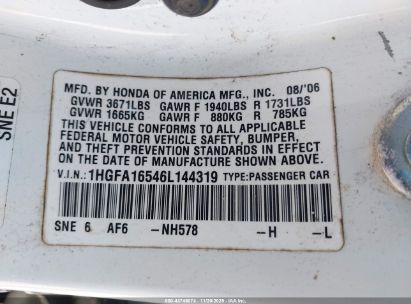 SNE E2
MFD. BY HONDA OF AMERICA MFG., INC. 08/'06
GVWR 3671LBS GAWR F 1940LBS R 1731LBS
GVWR 1665KG GAWR F 880KG R 785KG
THIS VEHICLE CONFORMS TO ALL APPLICABLE
FEDERAL MOTOR VEHICLE SAFETY, BUMPER,
AND THEFT PREVENTION STANDARDS IN EFFECT ON
THE DATE OF MANUFACTURE SHOWN ABOVE.
V.I.N.: 1HGFA16546L144319 TYPE:PASSENGER CAR
SNE 6 AF6 -NH578 -H -L